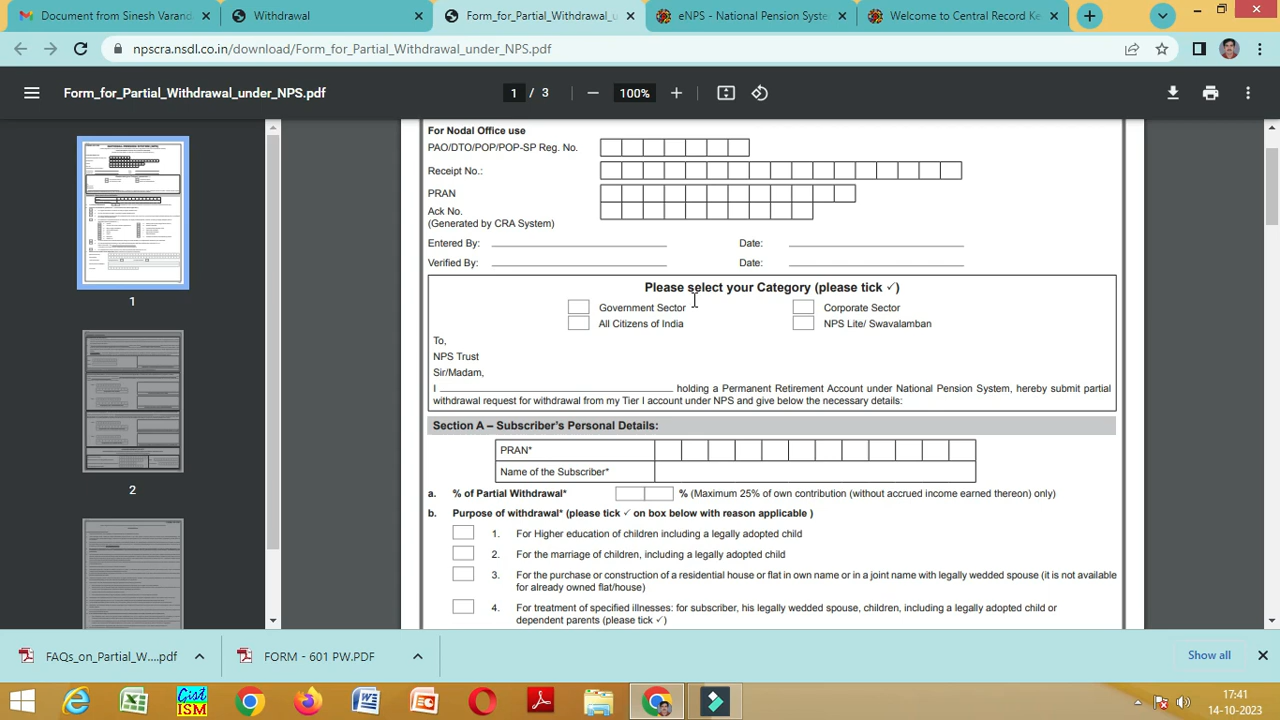 Document from Sinesh Varand
Withdrawal
Form_for_Partial_Withdrawal_u
eNPS - National Pension Syste
Welcome to Central Record Ke
npscra.nsdl.co.in/download/Form_for_Partial_Withdrawal_under_NPS.pdf
Form_for_Partial_Withdrawal_under_NPS.pdf
1 / 3
100%
For Nodal Office use
PAO/DTO/POP/POP-SP Reg. No.
Receipt No.:
PRAN
Ack No.
(Generated by CRA System)
Entered By: Date:
Verified By: Date:
Please select your Category (please tick ✓)
Government Sector Corporate Sector
All Citizens of India NPS Lite/ Swavalamban
To,
NPS Trust
Sir/Madam,
I holding a Permanent Retirement Account under National Pension System, hereby submit partial
withdrawal request for withdrawal from my Tier I account under NPS and give below the necessary details:
Section A – Subscriber's Personal Details:
PRAN*
Name of the Subscriber*
a. % of Partial Withdrawal* % (Maximum 25% of own contribution (without accrued income earned thereon) only)
b. Purpose of withdrawal* (please tick ✓ on box below with reason applicable )
1. For Higher education of children including a legally adopted child
2. For the marriage of children, including a legally adopted child
3. For the purchase or construction of a residential house or flat in own name or in a joint name with legally wedded spouse (it is not available
for already owned flat/house)
4. For treatment of specified illnesses: for subscriber, his legally wedded spouse, children, including a legally adopted child or
dependent parents (please tick ✓)
1
2
FAQs_on_Partial_W....pdf
FORM - 601 PW.PDF
Show all
Gist
ISM
17:41
14-10-2023